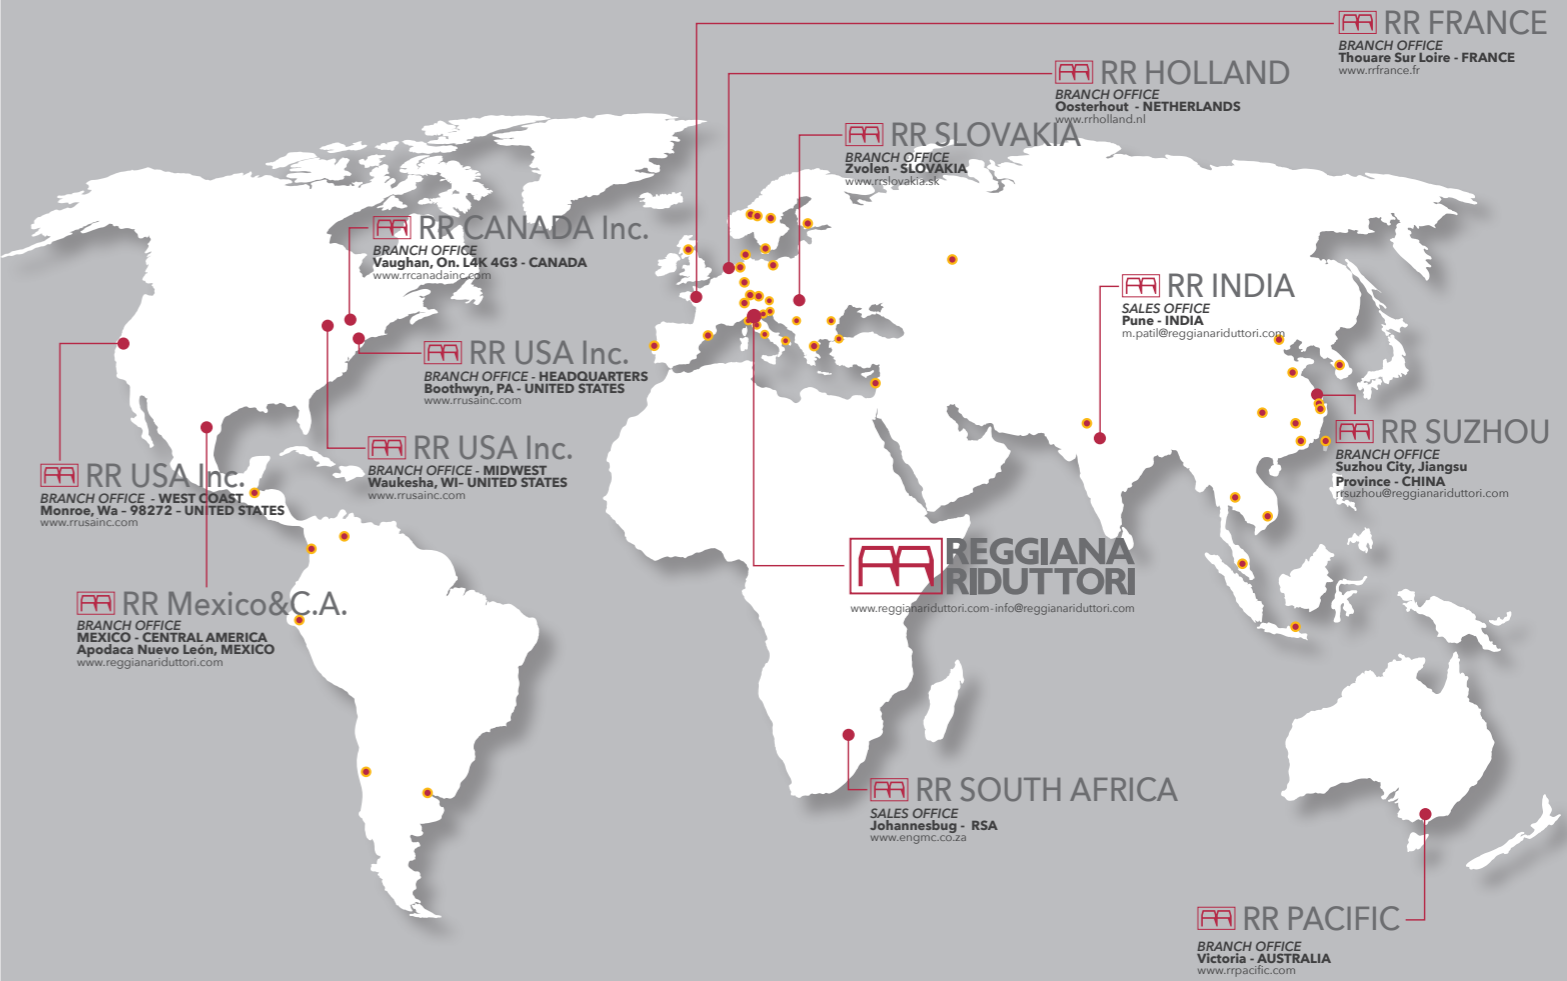 RR FRANCE
BRANCH OFFICE
Thouare Sur Loire - FRANCE
www.rrfrance.fr
RR HOLLAND
BRANCH OFFICE
Oosterhout - NETHERLANDS
www.rrholland.nl
RR SLOVAKIA
BRANCH OFFICE
Zvolen - SLOVAKIA
www.rrslovakia.sk
RR CANADA Inc.
BRANCH OFFICE
Vaughan, On. L4K 4G3 - CANADA
www.rrcanadainc.com
RR INDIA
SALES OFFICE
Pune - INDIA
m.patil@reggianariduttori.com
RR USA Inc.
BRANCH OFFICE - HEADQUARTERS
Boothwyn, PA - UNITED STATES
www.rrusainc.com
RR USA Inc.
BRANCH OFFICE - MIDWEST
Waukesha, WI- UNITED STATES
www.rrusainc.com
RR SUZHOU
BRANCH OFFICE
Suzhou City, Jiangsu
Province - CHINA
rrsuzhou@reggianariduttori.com
RR USA Inc.
BRANCH OFFICE - WEST COAST
Monroe, Wa – 98272 – UNITED STATES
www.rrusainc.com
REGGIANA
RIDUTTORI
www.reggianariduttori.com-info@reggianariduttori.com
RR Mexico&C.A.
BRANCH OFFICE
MEXICO - CENTRAL AMERICA
Apodaca Nuevo León, MEXICO
www.reggianariduttori.com
RR SOUTH AFRICA
SALES OFFICE
Johannesbug - RSA
www.engmc.co.za
RR PACIFIC
BRANCH OFFICE
Victoria - AUSTRALIA
www.rrpacific.com